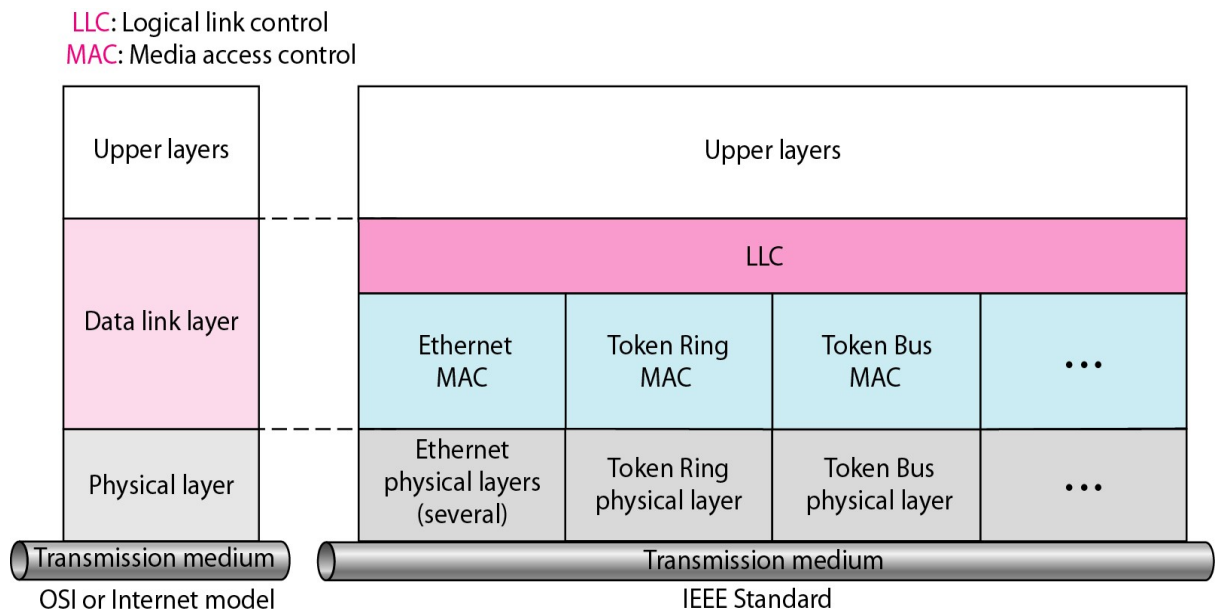 LLC: Logical link control
MAC: Media access control
Upper layers
Data link layer
Physical layer
Transmission medium
OSI or Internet model
Upper layers
LLC
Ethernet
MAC
Token Ring
MAC
Token Bus
MAC
...
Ethernet
physical layers
(several)
Token Ring
physical layer
Token Bus
physical layer
...
Transmission medium
IEEE Standard